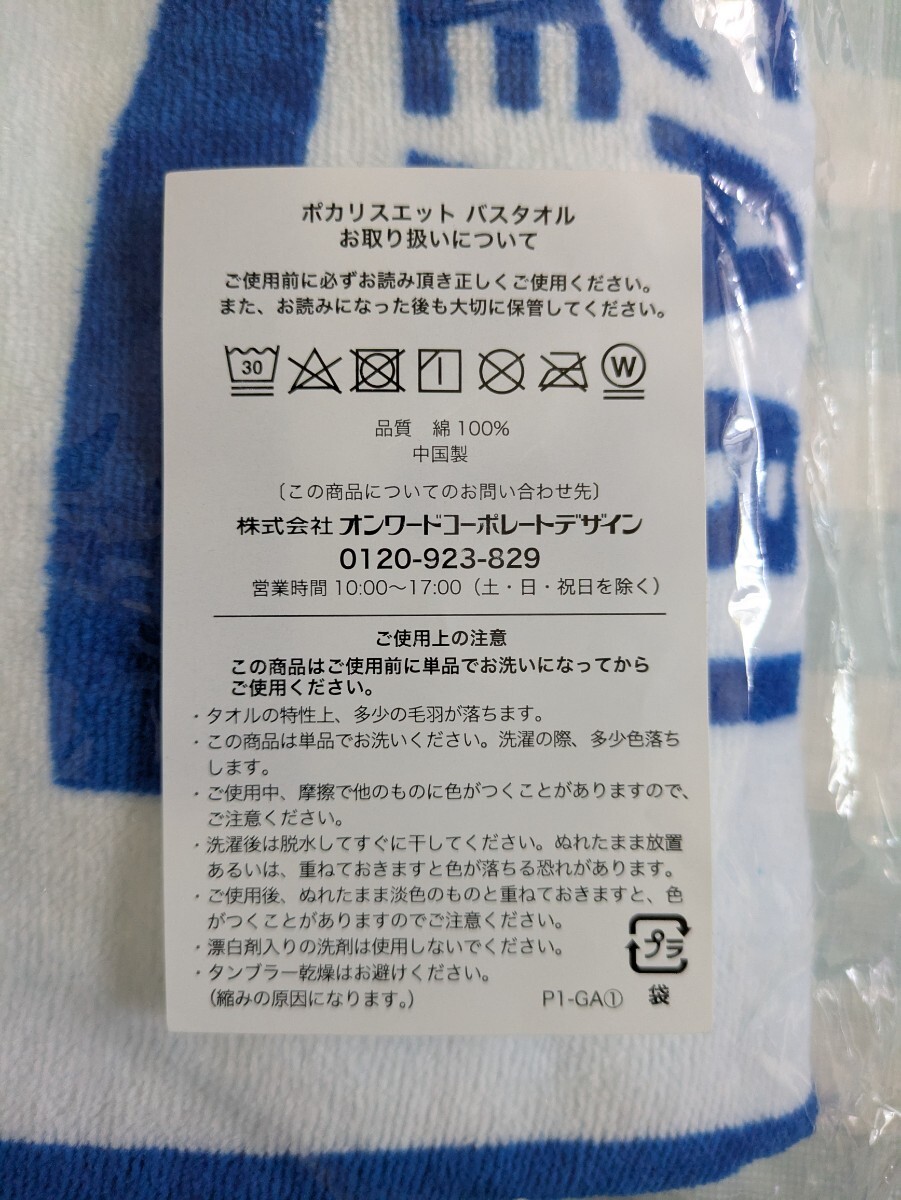 ポカリスエット バスタオル
お取り扱いについて
ご使用前に必ずお読み頂き正しくご使用ください。
また、お読みになった後も大切に保管してください。
30
W
品質 綿100%
中国製
〔この商品についてのお問い合わせ先〕
株式会社 オンワードコーポレートデザイン
0120-923-829
営業時間 10:00〜17:00（土・日・祝日を除く）
ご使用上の注意
この商品はご使用前に単品でお洗いになってから
ご使用ください。
・タオルの特性上、多少の毛羽が落ちます。
・この商品は単品でお洗いください。洗濯の際、多少色落ち
します。
・ご使用中、摩擦で他のものに色がつくことがありますので、
ご注意ください。
・洗濯後は脱水してすぐに干してください。ぬれたまま放置
あるいは、重ねておきますと色が落ちる恐れがあります。
・ご使用後、ぬれたまま淡色のものと重ねておきますと、色
がつくことがありますのでご注意ください。
・漂白剤入りの洗剤は使用しないでください。
・タンブラー乾燥はお避けください。
（縮みの原因になります。）
P1-GA①
プラ
袋